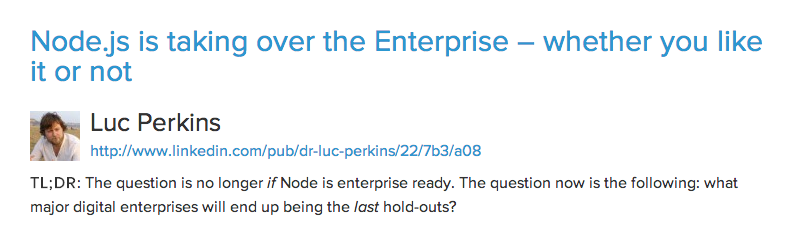 Node.js is taking over the Enterprise – whether you like
it or not
Luc Perkins
http://www.linkedin.com/pub/dr-luc-perkins/22/7b3/a08
TL;DR: The question is no longer if Node is enterprise ready. The question now is the following: what
major digital enterprises will end up being the last hold-outs?